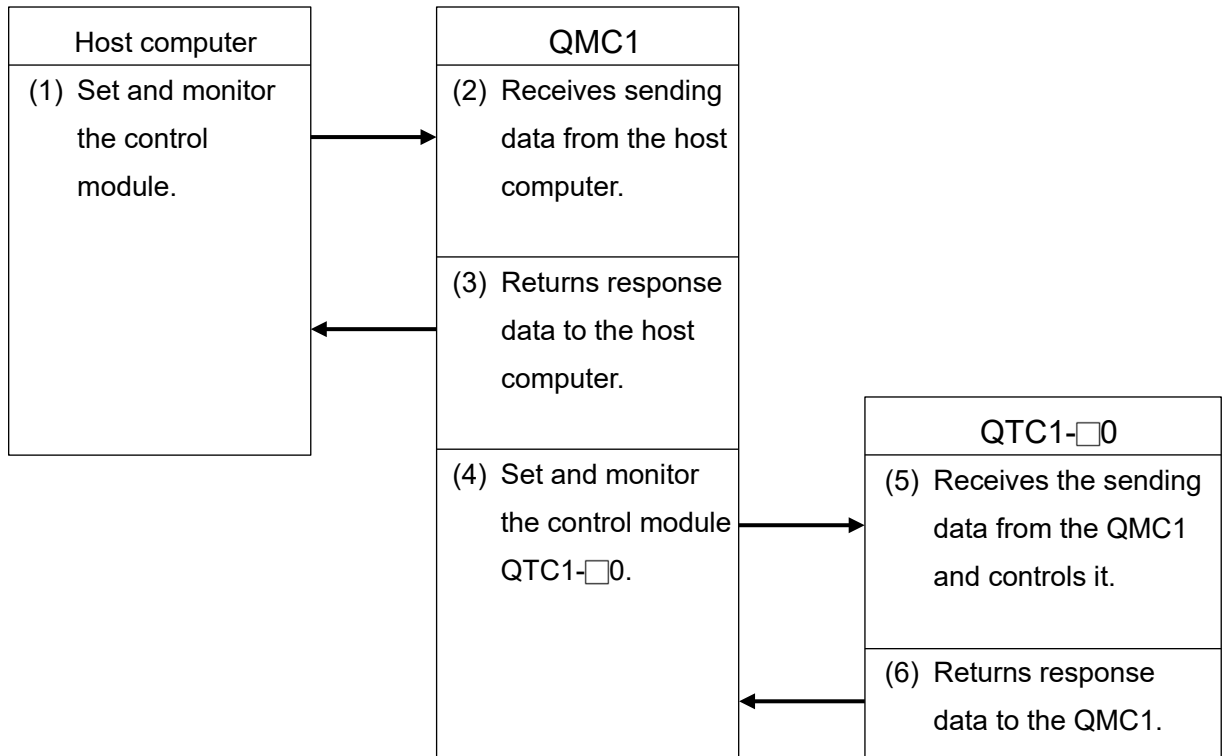 Host computer
(1) Set and monitor
the control
module.
QMC1
(2) Receives sending
data from the host
computer.
(3) Returns response
data to the host
computer.
(4) Set and monitor
the control module
QTC1-□0.
QTC1-□0
(5) Receives the sending
data from the QMC1
and controls it.
(6) Returns response
data to the QMC1.